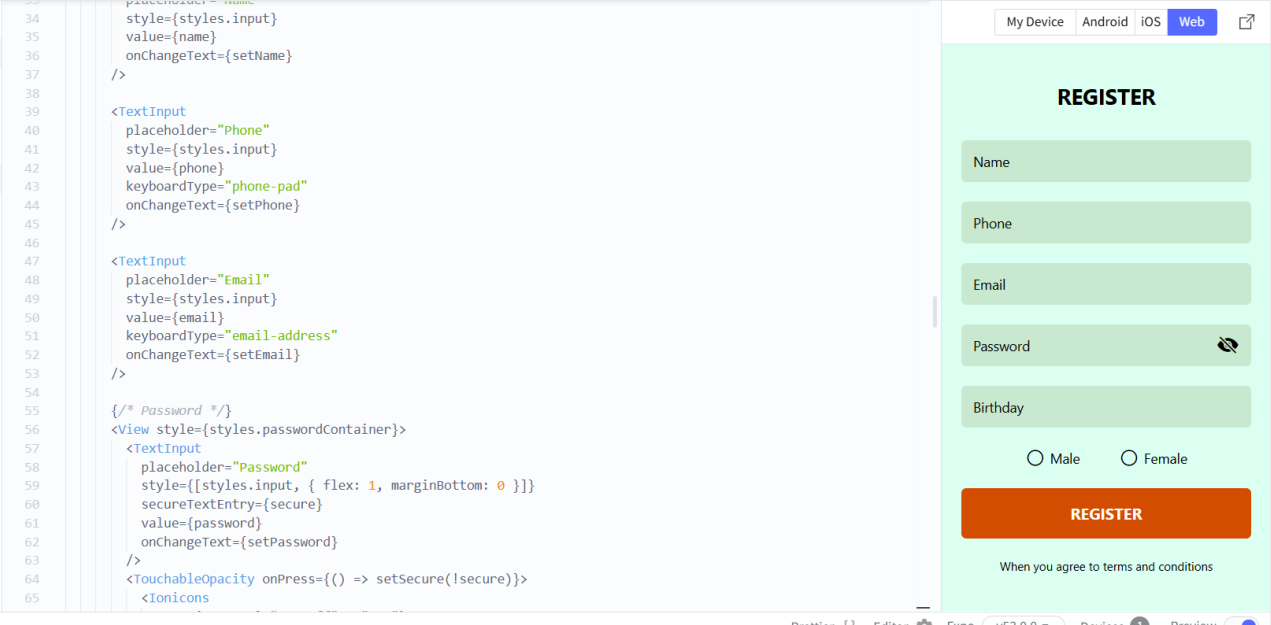 33 placeholder="Name"
34 style={styles.input}
35 value={name}
36 onChangeText={setName}
37 />
38
39 <TextInput
40 placeholder="Phone"
41 style={styles.input}
42 value={phone}
43 keyboardType="phone-pad"
44 onChangeText={setPhone}
45 />
46
47 <TextInput
48 placeholder="Email"
49 style={styles.input}
50 value={email}
51 keyboardType="email-address"
52 onChangeText={setEmail}
53 />
54
55 {/* Password */}
56 <View style={styles.passwordContainer}>
57 <TextInput
58 placeholder="Password"
59 style={[styles.input, { flex: 1, marginBottom: 0 }]}
60 secureTextEntry={secure}
61 value={password}
62 onChangeText={setPassword}
63 />
64 <TouchableOpacity onPress={() => setSecure(!secure)}>
65 <Ionicons
My Device Android iOS Web
REGISTER
Name
Phone
Email
Password
Birthday
Male Female
REGISTER
When you agree to terms and conditions
Prettier {} Editor Expo v53.0.0 Devices 1 Preview